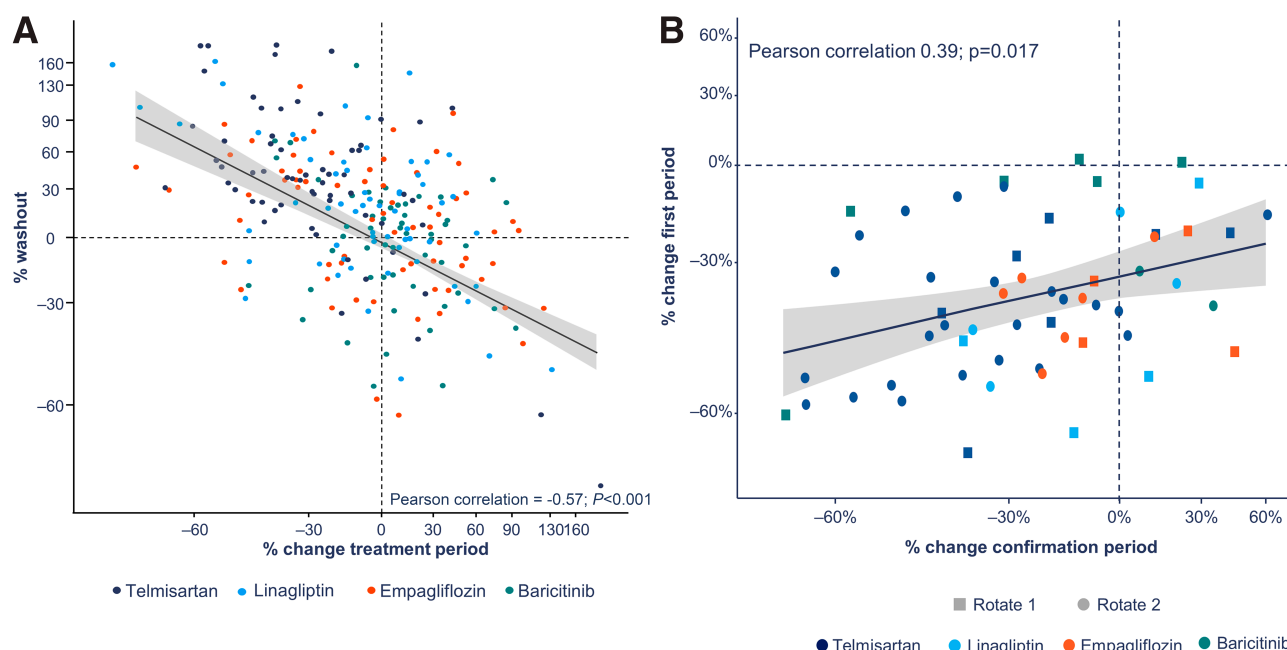 A
% washout
160
130
90
60
30
0
–30
–60
Pearson correlation = -0.57; P<0.001
–60 –30 0 30 60 90 130160
% change treatment period
Telmisartan Linagliptin Empagliflozin Baricitinib
B
% change first period
60%
30%
0%
–30%
–60%
Pearson correlation 0.39; p=0.017
–60% –30% 0% 30% 60%
% change confirmation period
Rotate 1 Rotate 2
Telmisartan Linagliptin Empagliflozin Baricitinib